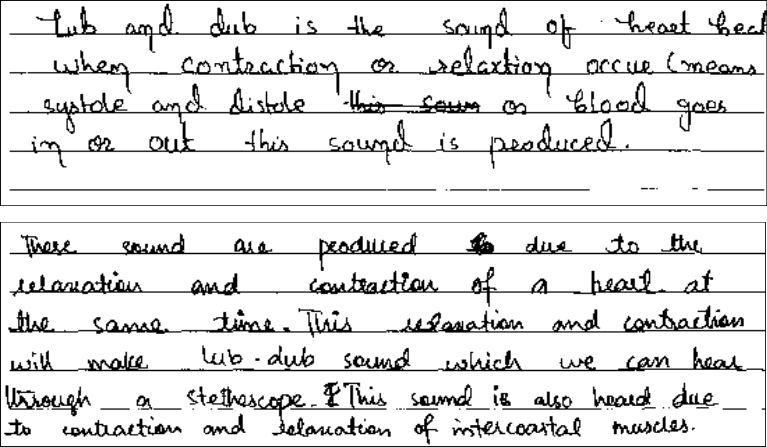 Lub and dub is the sound of heart beat
when contraction or relaxtion occue (means
systole and distole this soun or blood goes
in or out this sound is produced.
These sound are produced to due to the
relaxation and contraction of a heart at
the same time. This relaxation and contraction
will make lub-dub sound which we can hear
through a stethescope. This sound is also heard due
to contraction and relaxation of intercoastal muscles.